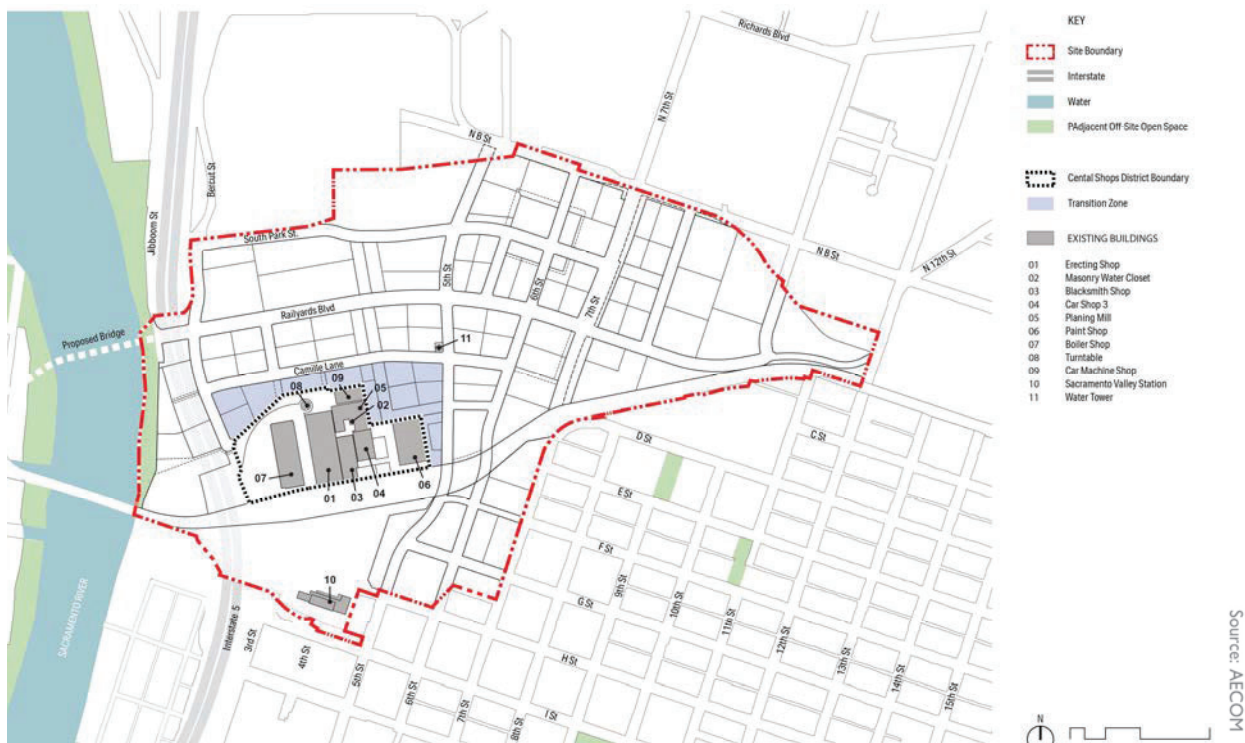 Richards Blvd
N 7th St
N B St
Bercut St
Jibboom St
South Park St.
5th St
6th St
7th St
N B St
N 12th St
Railyards Blvd
Proposed Bridge
11
Camille Lane
09
05
08
02
07
01
03
04
06
D St
C St
E St
F St
G St
H St
I St
10
SACRAMENTO RIVER
Interstate 5
3rd St
4th St
5th St
6th St
7th St
8th St
9th St
10th St
11te St
12th St
13th St
14th St
15th St
KEY
Site Boundary
Interstate
Water
PAdjacent Off-Site Open Space
Cental Shops District Boundary
Transition Zone
EXISTING BUILDINGS
01 Erecting Shop
02 Masonry Water Closet
03 Blacksmith Shop
04 Car Shop 3
05 Planing Mill
06 Paint Shop
07 Boiler Shop
08 Turntable
09 Car Machine Shop
10 Sacramento Valley Station
11 Water Tower
N
Source: AECOM